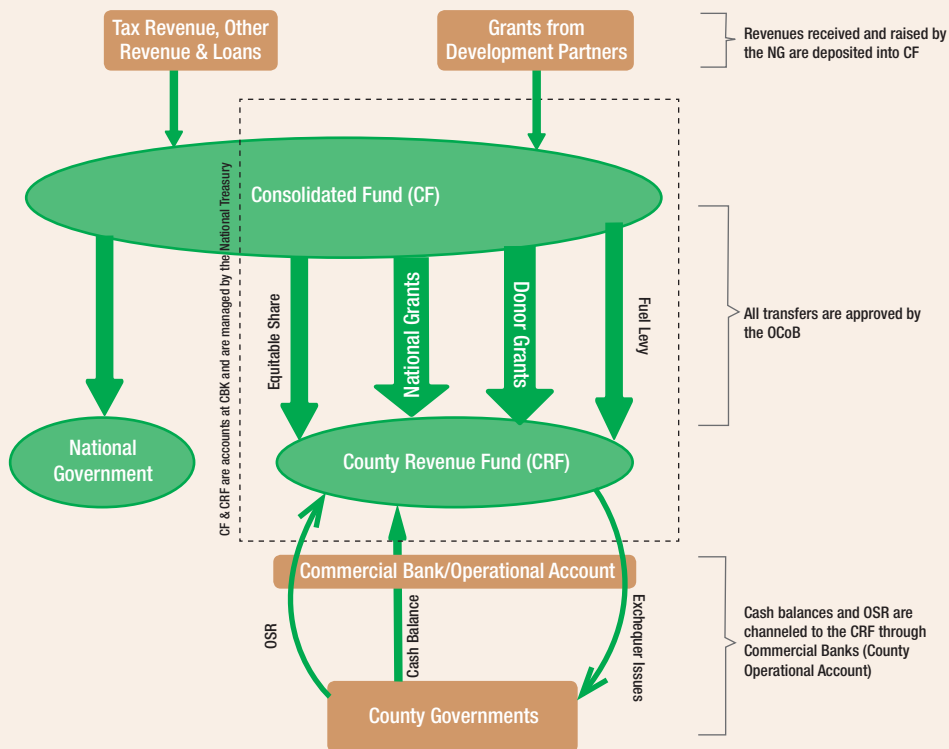 Tax Revenue, Other
Revenue & Loans
Grants from
Development Partners
Revenues received and raised by
the NG are deposited into CF
Consolidated Fund (CF)
CF & CRF are accounts at CBK and are managed by the National Treasury
Equitable Share
National Grants
Donor Grants
Fuel Levy
All transfers are approved by
the OCoB
National
Government
County Revenue Fund (CRF)
Commercial Bank/Operational Account
OSR
Cash Balance
Exchequer Issues
Cash balances and OSR are
channeled to the CRF through
Commercial Banks (County
Operational Account)
County Governments